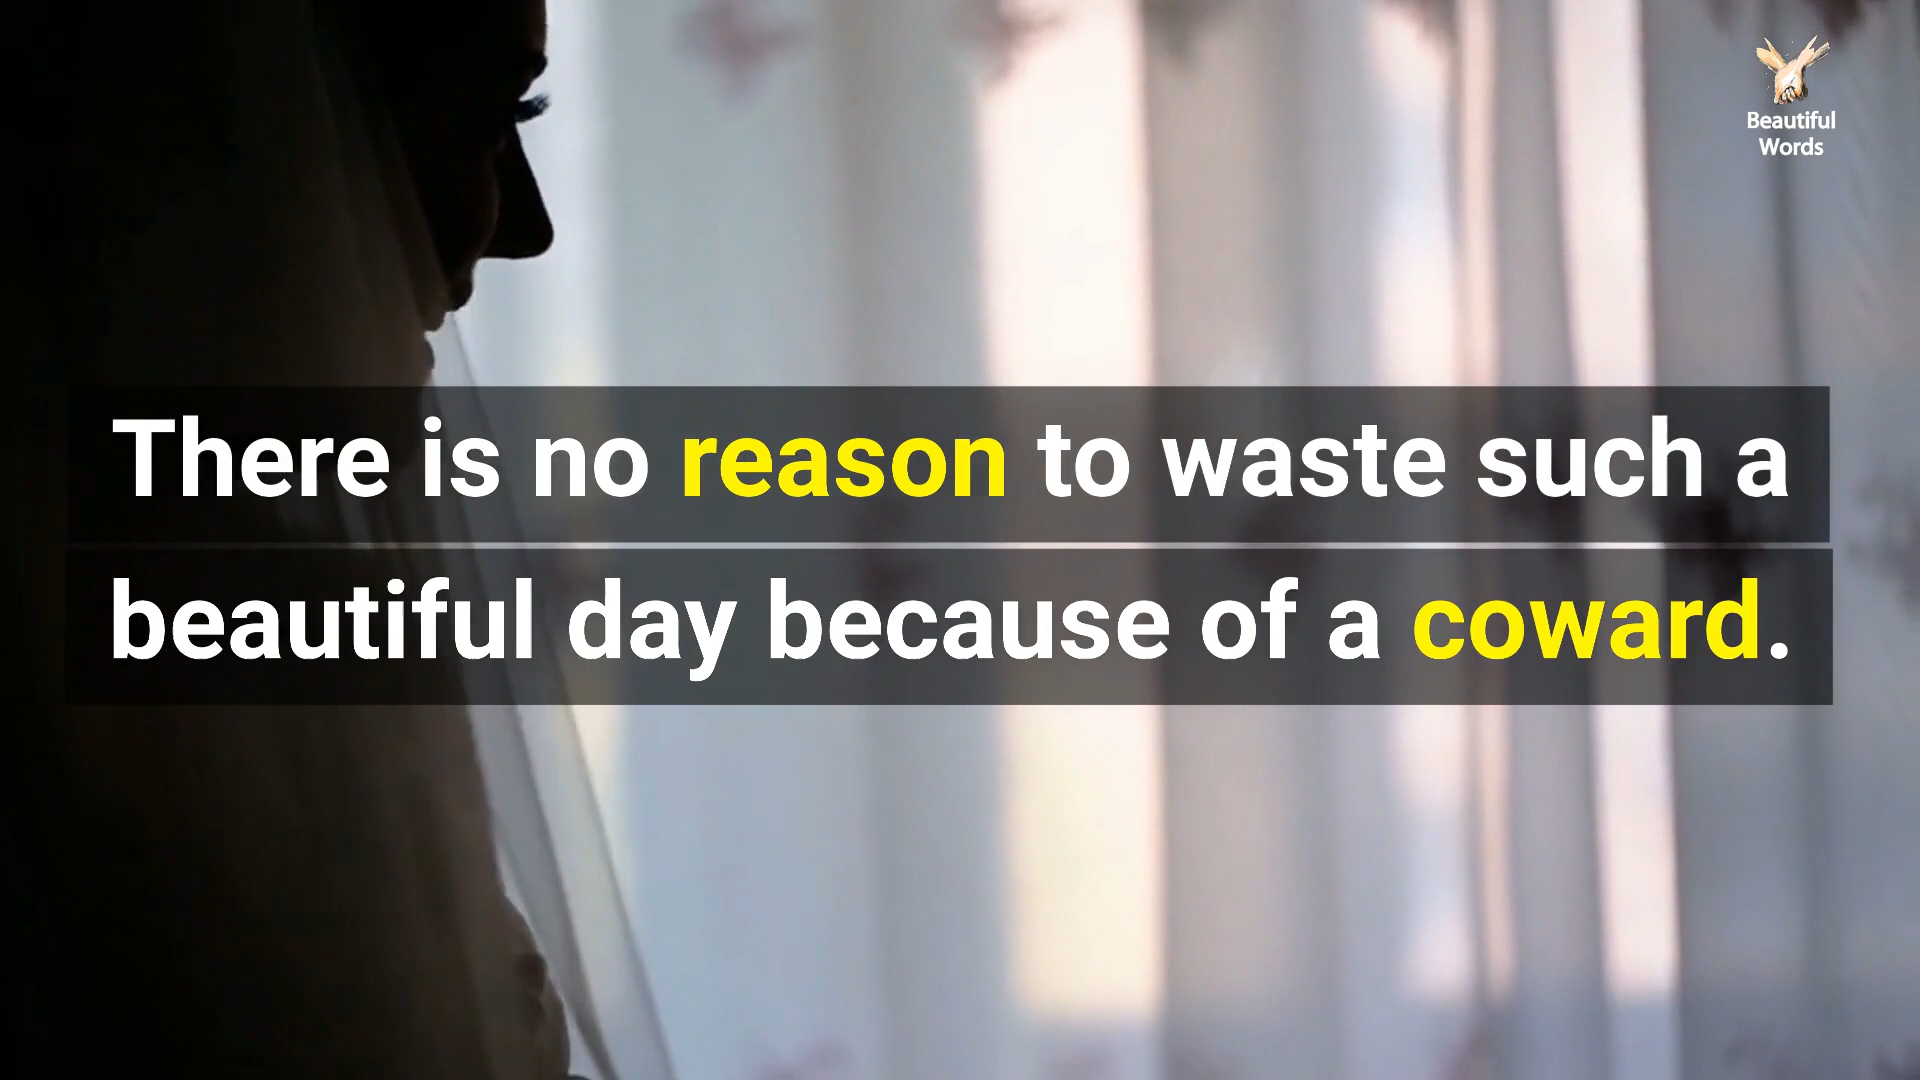 Beautiful
Words
There is no reason to waste such a
beautiful day because of a coward.